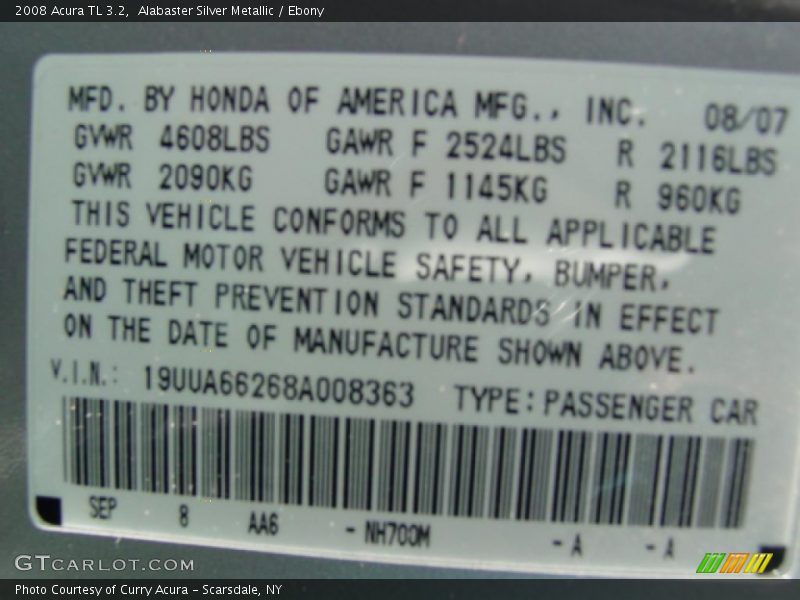 2008 Acura TL 3.2,  Alabaster Silver Metallic / Ebony
MFD. BY HONDA OF AMERICA MFG., INC. 08/07
GVWR 4608LBS GAWR F 2524LBS R 2116LBS
GVWR 2090KG GAWR F 1145KG R 960KG
THIS VEHICLE CONFORMS TO ALL APPLICABLE
FEDERAL MOTOR VEHICLE SAFETY, BUMPER,
AND THEFT PREVENTION STANDARDS IN EFFECT
ON THE DATE OF MANUFACTURE SHOWN ABOVE.
V.I.N.: 19UUA66268A008363 TYPE: PASSENGER CAR
SEP 8 AA6 - NH700M - A - A
GTCARLOT.COM
Photo Courtesy of Curry Acura - Scarsdale, NY